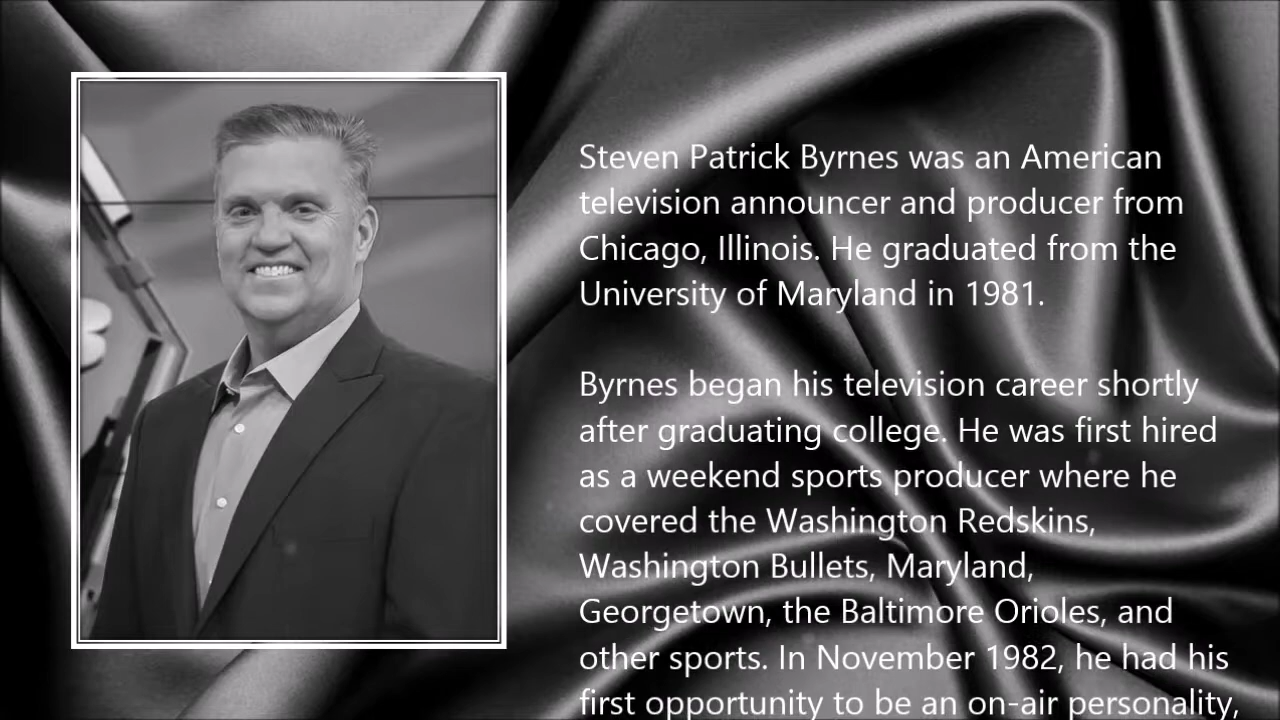 Steven Patrick Byrnes was an American
television announcer and producer from
Chicago, Illinois. He graduated from the
University of Maryland in 1981.
Byrnes began his television career shortly
after graduating college. He was first hired
as a weekend sports producer where he
covered the Washington Redskins,
Washington Bullets, Maryland,
Georgetown, the Baltimore Orioles, and
other sports. In November 1982, he had his
first opportunity to be an on-air personality,